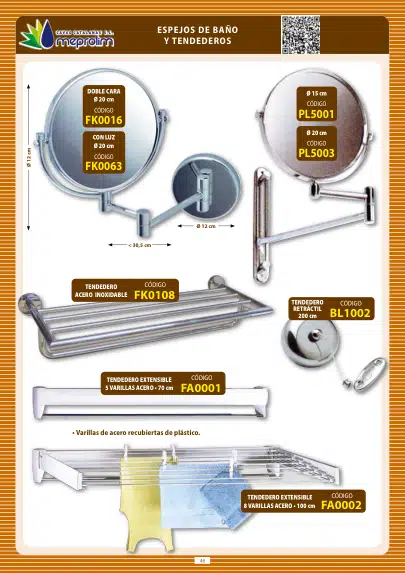 CAYAS CATALANAS S.L.
meprolim
ESPEJOS DE BAÑO
Y TENDEDEROS
DOBLE CARA
Ø 20 cm
CÓDIGO
FK0016
CON LUZ
Ø 20 cm
CÓDIGO
FK0063
Ø 12 cm
< 30,5 cm
Ø 12 cm
Ø 15 cm
CÓDIGO
PL5001
Ø 20 cm
CÓDIGO
PL5003
TENDEDERO
ACERO INOXIDABLE
CÓDIGO
FK0108
TENDEDERO
RETRÁCTIL
200 cm
CÓDIGO
BL1002
TENDEDERO EXTENSIBLE
5 VARILLAS ACERO • 70 cm
CÓDIGO
FA0001
• Varillas de acero recubiertas de plástico.
TENDEDERO EXTENSIBLE
8 VARILLAS ACERO • 100 cm
CÓDIGO
FA0002